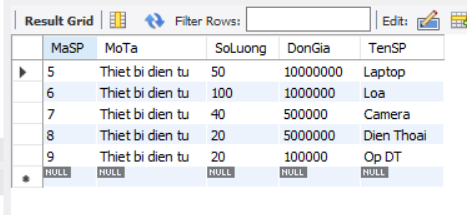 Result Grid Filter Rows: Edit:
MaSP MoTa SoLuong DonGia TenSP
5 Thiet bi dien tu 50 10000000 Laptop
6 Thiet bi dien tu 100 1000000 Loa
7 Thiet bi dien tu 40 500000 Camera
8 Thiet bi dien tu 20 5000000 Dien Thoai
9 Thiet bi dien tu 20 100000 Op DT
NULL NULL NULL NULL NULL